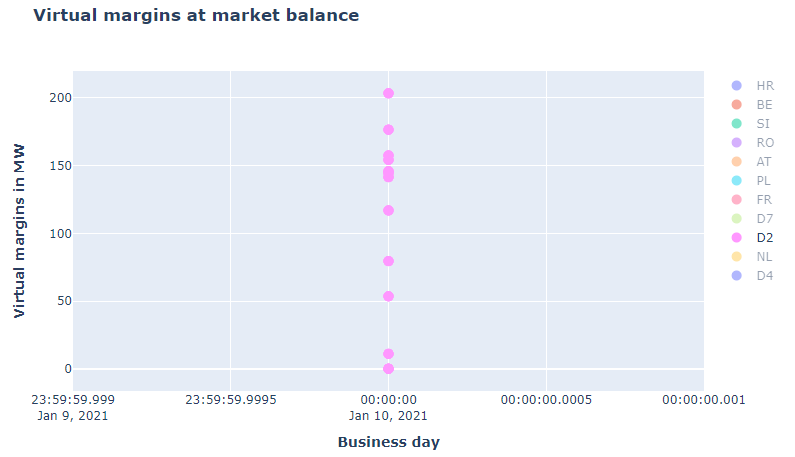 Virtual margins at market balance
Virtual margins in MW
200
150
100
50
0
23:59:59.999
Jan 9, 2021
23:59:59.9995
00:00:00
Jan 10, 2021
00:00:00.0005
00:00:00.001
Business day
HR
BE
SI
RO
AT
PL
FR
D7
D2
NL
D4